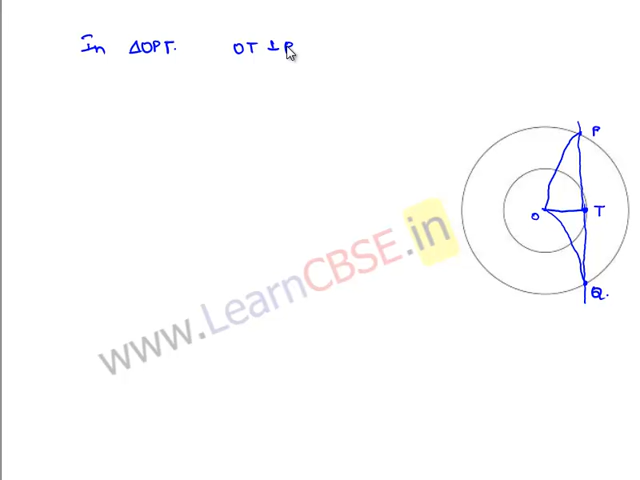 In ΔOPT. OT ⊥ P
P
O
T
Q.
www.LearnCBSE.in